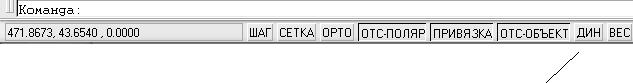 Команда:
471.8673, 43.6540 , 0.0000 ШАГ СЕТКА ОРТО ОТС-ПОЛЯР ПРИВЯЗКА ОТС-ОБЪЕКТ ДИН ВЕС